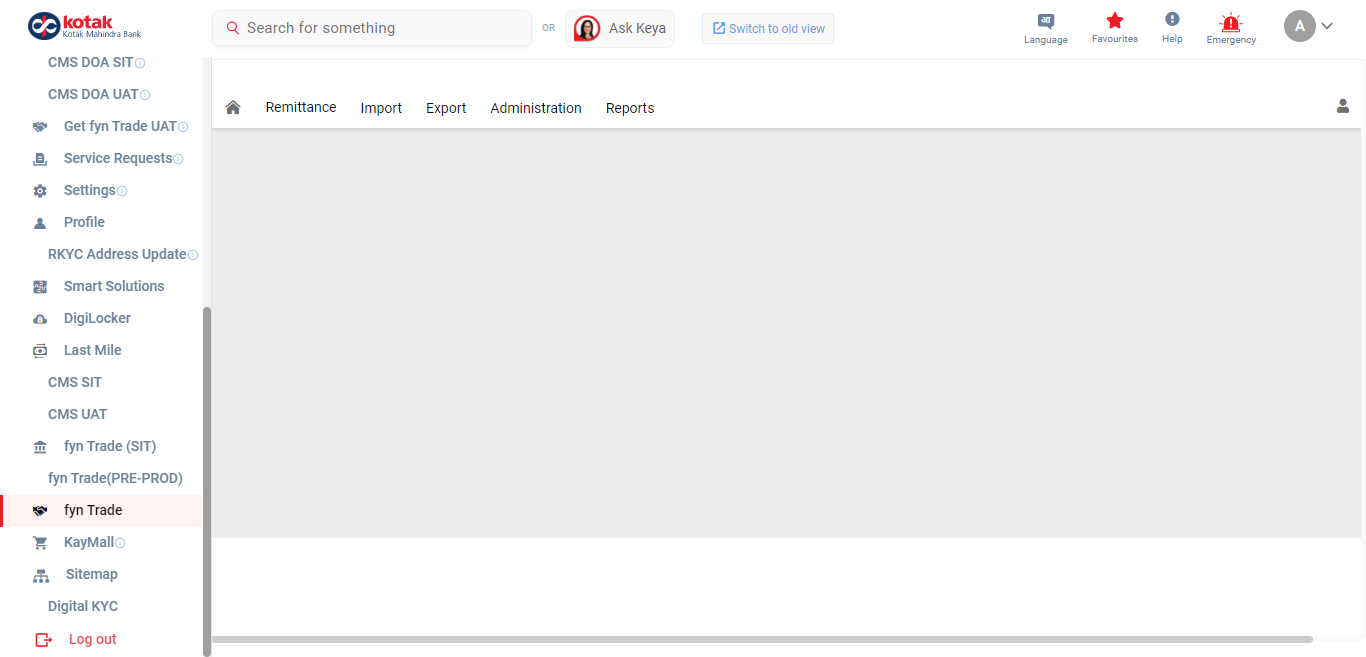 kotak
Kotak Mahindra Bank
Search for something
OR
Ask Keya
Switch to old view
Language
Favourites
Help
Emergency
A
CMS DOA SIT
CMS DOA UAT
Get fyn Trade UAT
Service Requests
Settings
Profile
RKYC Address Update
Smart Solutions
DigiLocker
Last Mile
CMS SIT
CMS UAT
fyn Trade (SIT)
fyn Trade(PRE-PROD)
fyn Trade
KayMall
Sitemap
Digital KYC
Log out
Remittance Import Export Administration Reports